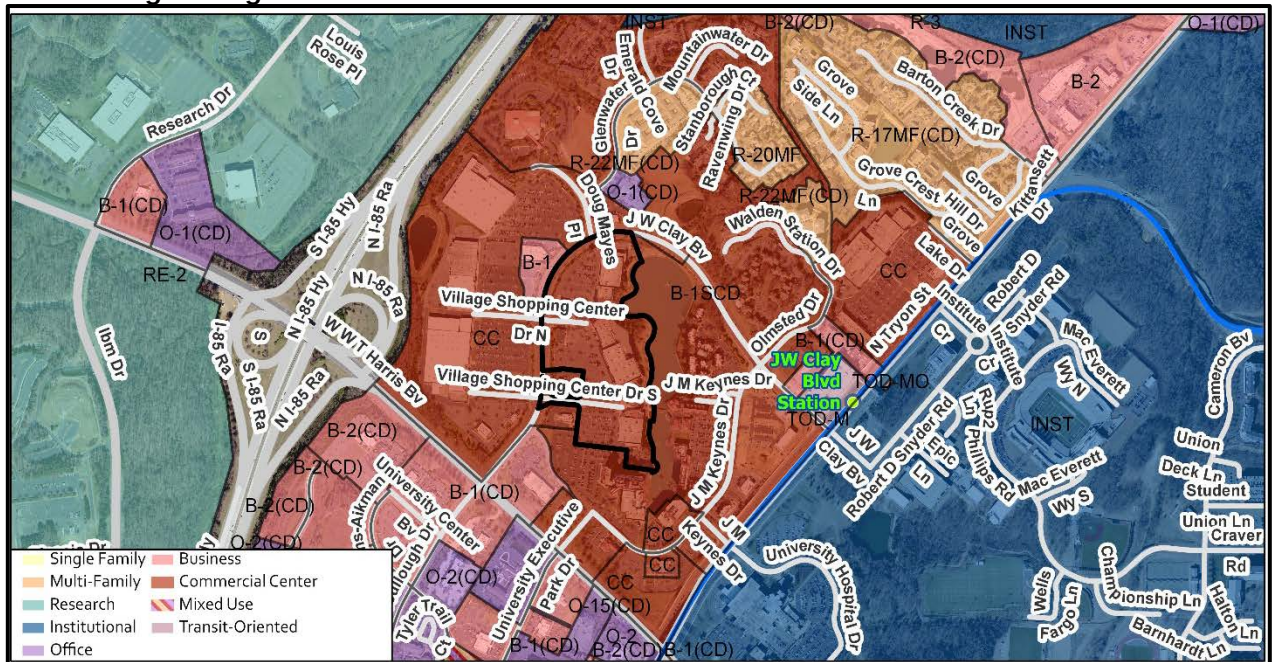 Louis
Rose Pl
Research Dr
INST
B-2(CD)
R-3
INST
O-1(CD)
B-2(CD)
B-2
Emerald Cove
Dr
Mountainwater
Dr
Glenwater
Dr
Stanborough Ct
Ravenwing Dr
Grove
Side Ln
Barton Creek Dr
R-17MF(CD)
R-22MF(CD)
R-20MF
O-1(CD)
R-22MF(CD)
Grove Crest
Ln
Hill Dr
Grove
Grove
Kittansett
Dr
Doug Mayes
Pl
J W Clay Bv
Walden Station Dr
Lake Dr
B-1(CD)
O-1(CD)
RE-2
S I-85 Hy
N I-85 Ra
N I-85 Hy
N I-85 Ra
I-85 Ra
S
S I-85 Ra
N I-85 Ra
W W T Harris Bv
Ibm Dr
B-1
B-1SCD
CC
CC
Village Shopping Center
Dr N
Village Shopping Center Dr S
Olmsted Dr
N Tryon St
B-1(CD)
JW Clay
Blvd
Station
TOD-MO
TOD-M
J M Keynes Dr
J M Keynes Dr
Institute
Cr
Robert D
Snyder Rd
Institute
Cr
Mac Everett
Wy N
Cameron Bv
J W
Clay Bv
Robert D Snyder Rd
Epic
Ln
Phillips Rd
INST
Mac Everett
Wy S
Union
Deck Ln
Student
Union Ln
Craver
Rd
B-2(CD)
B-2(CD)
B-2(CD)
O-2(CD)
University Center
Bv
B-1(CD)
O-2(CD)
University Executive
Park Dr
CC
CC
CC
J M
Keynes Dr
University Hospital
Dr
O-15(CD)
O-2
B-1(CD)
B-2(CD)
B-1(CD)
Tyler Trail
Ct
Wells
Fargo Ln
Championship Ln
Halton
Ln
Barnhardt Ln
Single Family
Business
Multi-Family
Commercial Center
Research
Mixed Use
Institutional
Transit-Oriented
Office